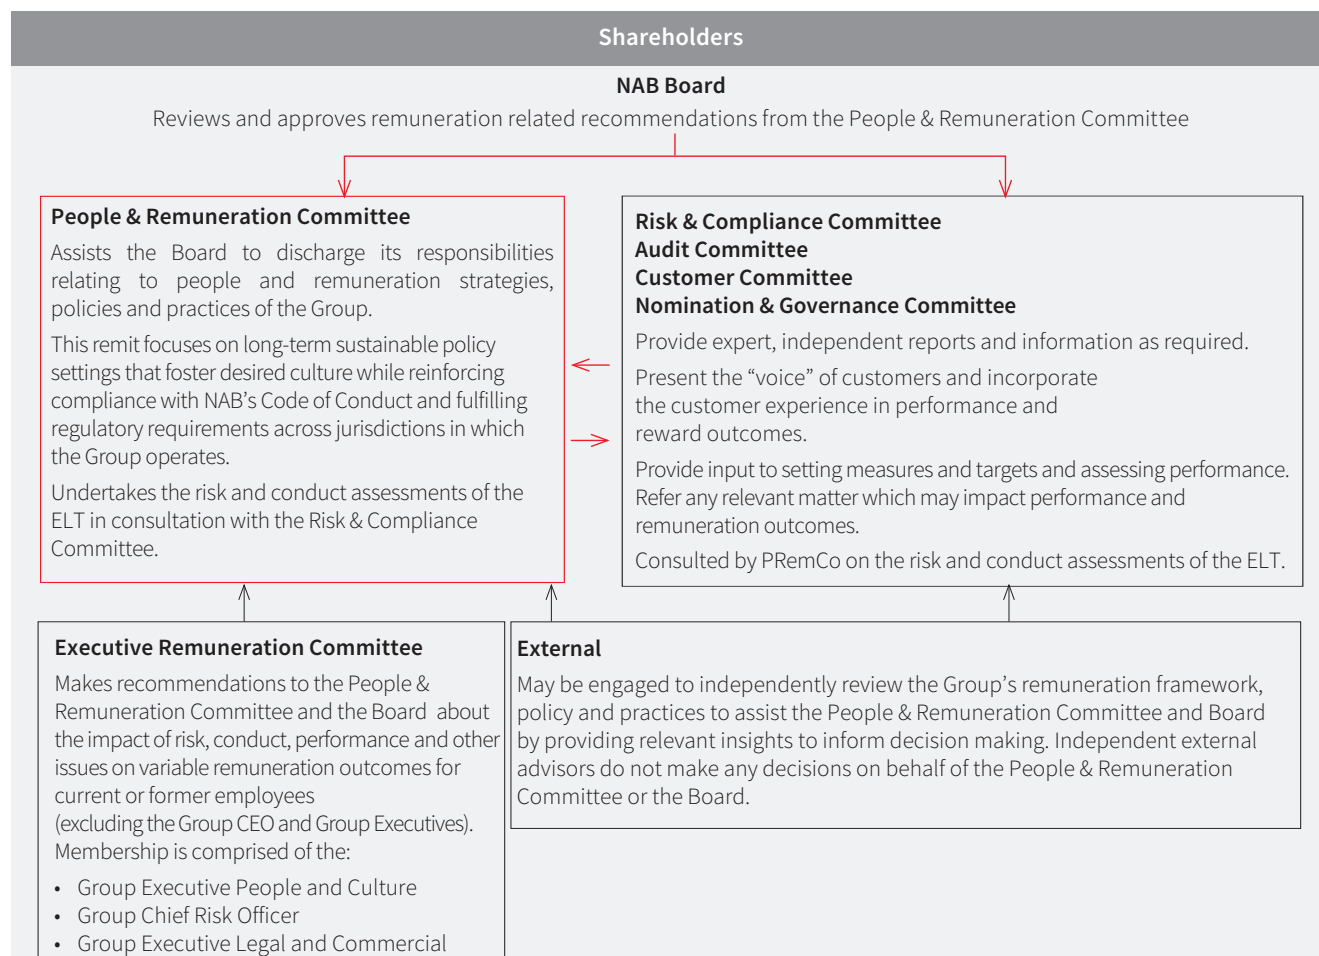 Shareholders
NAB Board
Reviews and approves remuneration related recommendations from the People & Remuneration Committee
People & Remuneration Committee
Assists the Board to discharge its responsibilities
relating to people and remuneration strategies,
policies and practices of the Group.
This remit focuses on long-term sustainable policy
settings that foster desired culture while reinforcing
compliance with NAB’s Code of Conduct and fulfilling
regulatory requirements across jurisdictions in which
the Group operates.
Undertakes the risk and conduct assessments of the
ELT in consultation with the Risk & Compliance
Committee.
Risk & Compliance Committee
Audit Committee
Customer Committee
Nomination & Governance Committee
Provide expert, independent reports and information as required.
Present the “voice” of customers and incorporate
the customer experience in performance and
reward outcomes.
Provide input to setting measures and targets and assessing performance.
Refer any relevant matter which may impact performance and
remuneration outcomes.
Consulted by PRemCo on the risk and conduct assessments of the ELT.
Executive Remuneration Committee
Makes recommendations to the People &
Remuneration Committee and the Board about
the impact of risk, conduct, performance and other
issues on variable remuneration outcomes for
current or former employees
(excluding the Group CEO and Group Executives).
Membership is comprised of the:
• Group Executive People and Culture
• Group Chief Risk Officer
• Group Executive Legal and Commercial
External
May be engaged to independently review the Group’s remuneration framework,
policy and practices to assist the People & Remuneration Committee and Board
by providing relevant insights to inform decision making. Independent external
advisors do not make any decisions on behalf of the People & Remuneration
Committee or the Board.